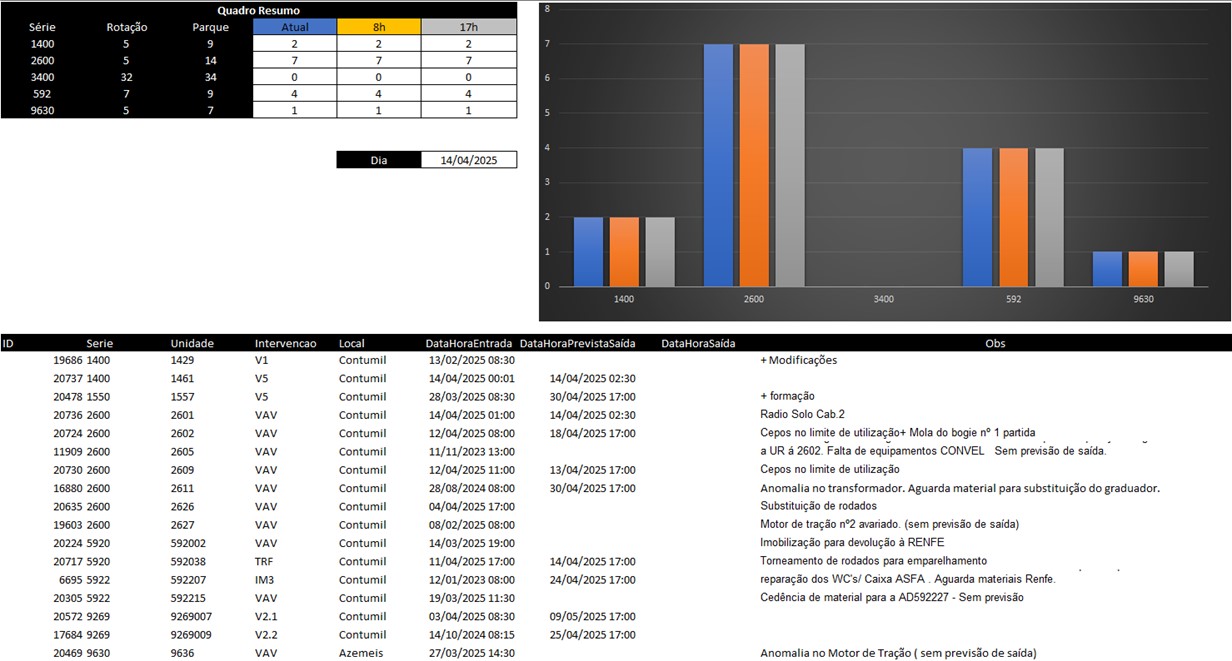 Quadro Resumo
Série Rotação Parque Atual 8h 17h
1400 5 9 2 2 2
2600 5 14 7 7 7
3400 32 34 0 0 0
592 7 9 4 4 4
9630 5 7 1 1 1
Dia 14/04/2025
8
7
6
5
4
3
2
1
0
1400 2600 3400 592 9630
ID Serie Unidade Intervencao Local DataHoraEntrada DataHoraPrevistaSaída DataHoraSaída Obs
19686 1400 1429 V1 Contumil 13/02/2025 08:30 + Modificações
20737 1400 1461 V5 Contumil 14/04/2025 00:01 14/04/2025 02:30
20478 1550 1557 V5 Contumil 28/03/2025 08:30 30/04/2025 17:00 + formação
20736 2600 2601 VAV Contumil 14/04/2025 01:00 14/04/2025 02:30 Radio Solo Cab.2
20724 2600 2602 VAV Contumil 12/04/2025 08:00 18/04/2025 17:00 Cepos no limite de utilização+ Mola do bogie nº 1 partida
11909 2600 2605 VAV Contumil 11/11/2023 13:00 a UR á 2602. Falta de equipamentos CONVEL Sem previsão de saída.
20730 2600 2609 VAV Contumil 12/04/2025 11:00 13/04/2025 17:00 Cepos no limite de utilização
16880 2600 2611 VAV Contumil 28/08/2024 08:00 30/04/2025 17:00 Anomalia no transformador. Aguarda material para substituição do graduador.
20635 2600 2626 VAV Contumil 04/04/2025 17:00 Substituição de rodados
19603 2600 2627 VAV Contumil 08/02/2025 08:00 Motor de tração nº2 avariado. (sem previsão de saída)
20224 5920 592002 VAV Contumil 14/03/2025 19:00 Imobilização para devolução à RENFE
20717 5920 592038 TRF Contumil 11/04/2025 17:00 14/04/2025 17:00 Torneamento de rodados para emparelhamento
6695 5922 592207 IM3 Contumil 12/01/2023 08:00 24/04/2025 17:00 reparação dos WC's/ Caixa ASFA . Aguarda materiais Renfe.
20305 5922 592215 VAV Contumil 19/03/2025 11:30 Cedência de material para a AD592227 - Sem previsão
20572 9269 9269007 V2.1 Contumil 03/04/2025 08:30 09/05/2025 17:00
17684 9269 9269009 V2.2 Contumil 14/10/2024 08:15 25/04/2025 17:00
20469 9630 9636 VAV Azemeis 27/03/2025 14:30 Anomalia no Motor de Tração ( sem previsão de saída)